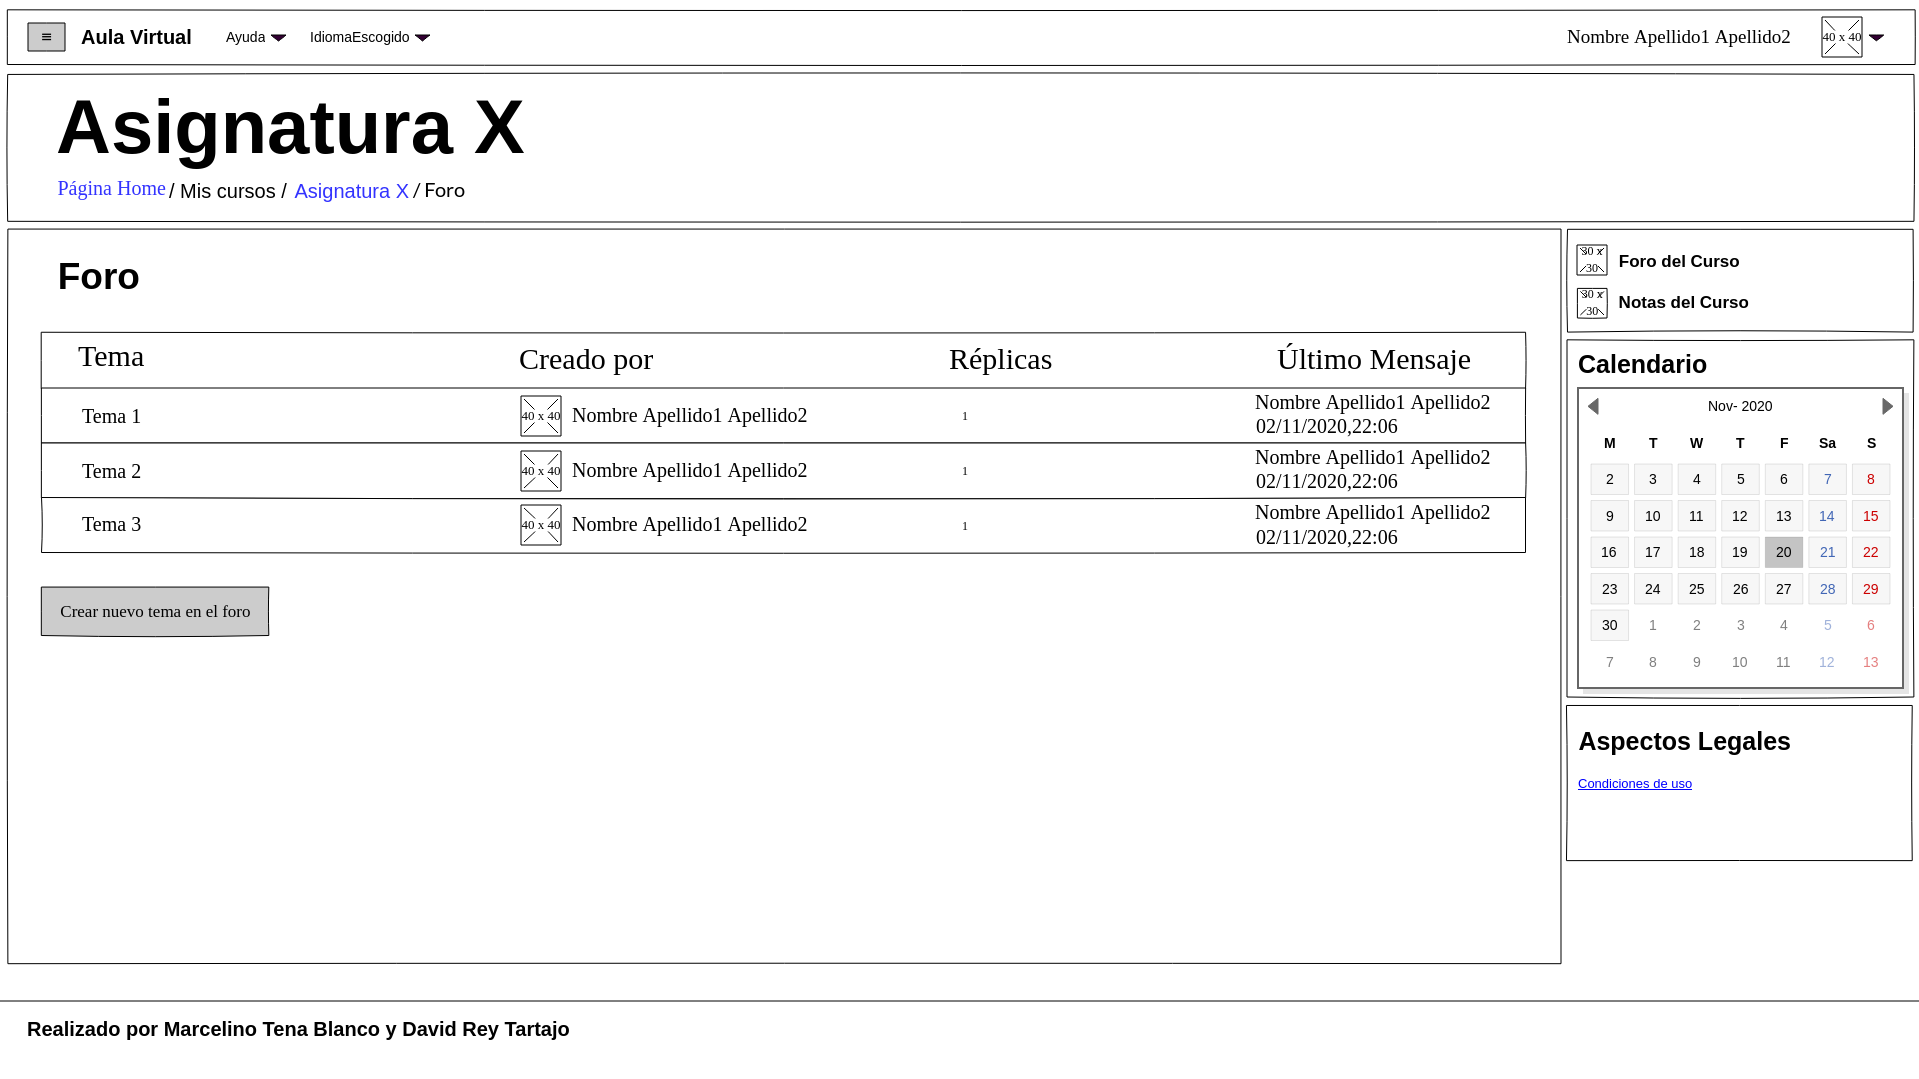 ≡ Aula Virtual Ayuda IdiomaEscogido Nombre Apellido1 Apellido2 40 x 40
Asignatura X
Página Home / Mis cursos / Asignatura X / Foro
Foro
Tema Creado por Réplicas Último Mensaje
Tema 1 40 x 40 Nombre Apellido1 Apellido2 1 Nombre Apellido1 Apellido2
02/11/2020,22:06
Tema 2 40 x 40 Nombre Apellido1 Apellido2 1 Nombre Apellido1 Apellido2
02/11/2020,22:06
Tema 3 40 x 40 Nombre Apellido1 Apellido2 1 Nombre Apellido1 Apellido2
02/11/2020,22:06
Crear nuevo tema en el foro
30 x
30
Foro del Curso
30 x
30
Notas del Curso
Calendario
Nov- 2020
M T W T F Sa S
2 3 4 5 6 7 8
9 10 11 12 13 14 15
16 17 18 19 20 21 22
23 24 25 26 27 28 29
30 1 2 3 4 5 6
7 8 9 10 11 12 13
Aspectos Legales
Condiciones de uso
Realizado por Marcelino Tena Blanco y David Rey Tartajo